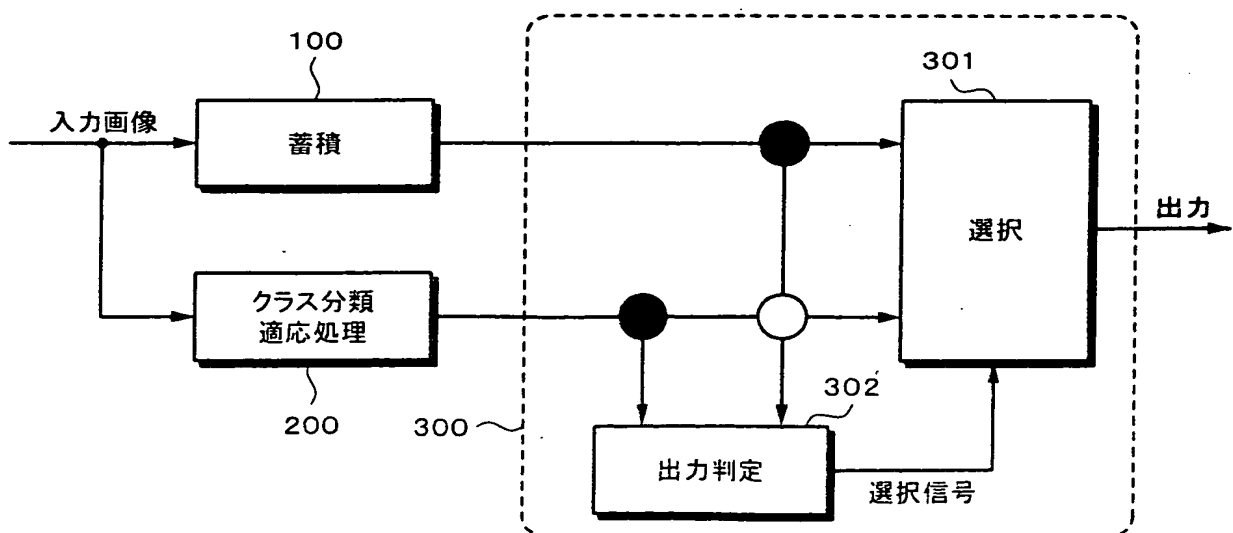 100
301
入力画像
蓄積
選択
出力
クラス分類
適応処理
200
300
302
出力判定
選択信号